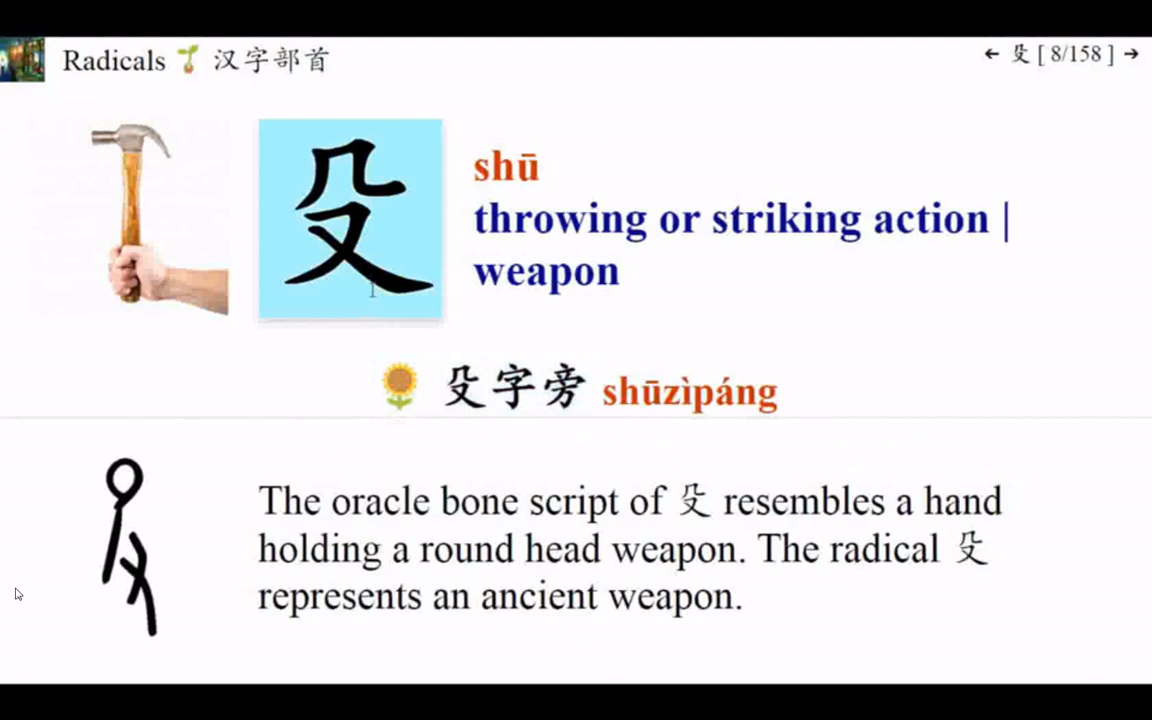 Radicals 🌱 汉字部首
← 殳 [ 8/158 ] →
殳
shū
throwing or striking action |
weapon
🌻 殳字旁 shūzìpáng
The oracle bone script of 殳 resembles a hand
holding a round head weapon. The radical 殳
represents an ancient weapon.